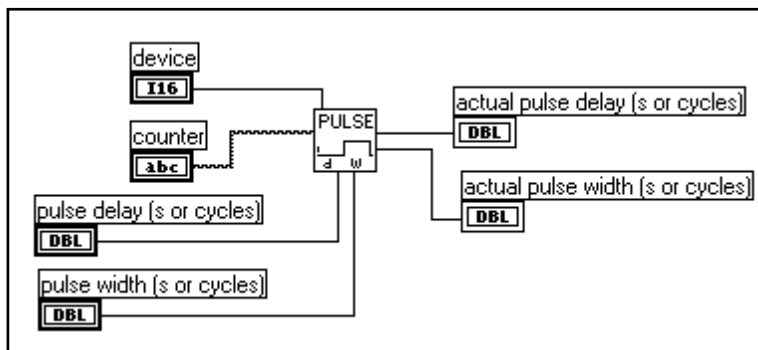 device
I16
counter
abc
pulse delay (s or cycles)
DBL
pulse width (s or cycles)
DBL
PULSE
P W
actual pulse delay (s or cycles)
DBL
actual pulse width (s or cycles)
DBL